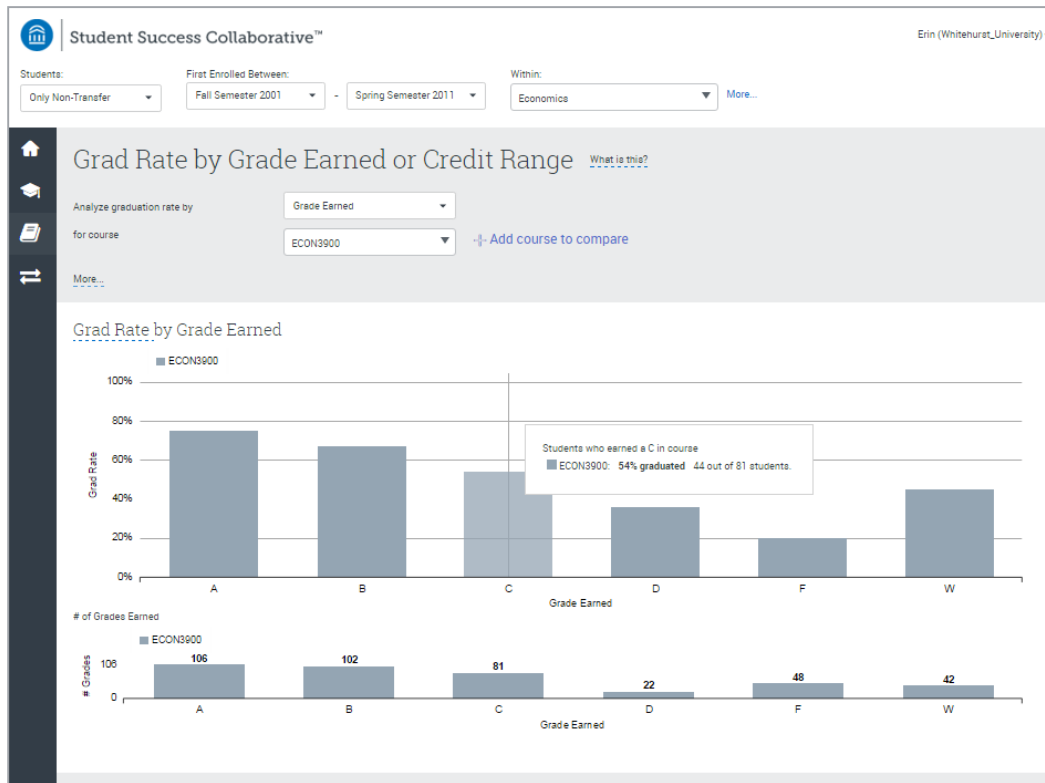 Student Success Collaborative™
Erin (Whitehurst_University)
Students:
First Enrolled Between:
Within:
Only Non-Transfer
Fall Semester 2001
-
Spring Semester 2011
Economics
More...
Grad Rate by Grade Earned or Credit Range
What is this?
Analyze graduation rate by
Grade Earned
for course
ECON3900
Add course to compare
More...
Grad Rate by Grade Earned
ECON3900
100%
80%
60%
40%
20%
0%
Grad Rate
Students who earned a C in course
ECON3900: 54% graduated 44 out of 81 students.
A B C D F W
Grade Earned
# of Grades Earned
ECON3900
# Grades
106
0
106 102 81 22 48 42
A B C D F W
Grade Earned